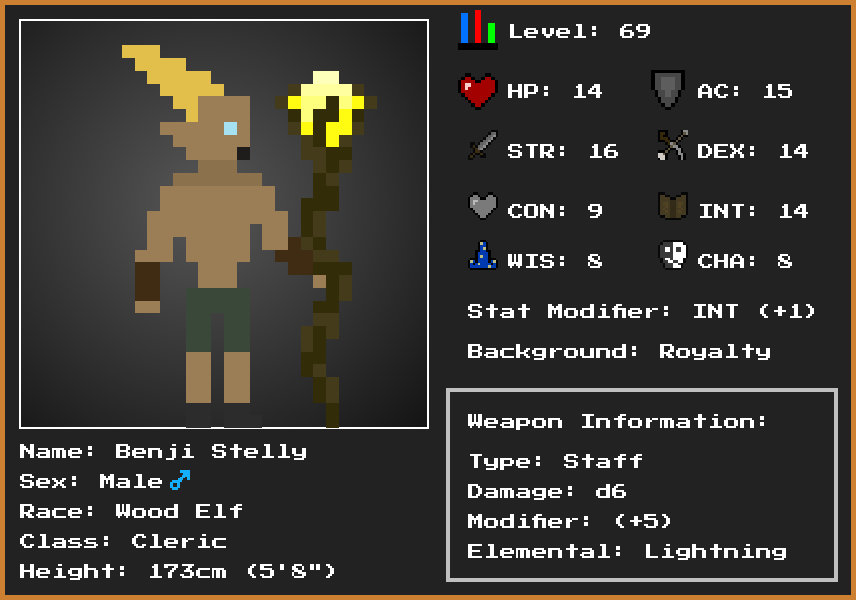 Level: 69
HP: 14 AC: 15
STR: 16 DEX: 14
CON: 9 INT: 14
WIS: 8 CHA: 8
Stat Modifier: INT (+1)
Background: Royalty
Weapon Information:
Type: Staff
Damage: d6
Modifier: (+5)
Elemental: Lightning
Name: Benji Stelly
Sex: Male♂
Race: Wood Elf
Class: Cleric
Height: 173cm (5'8")